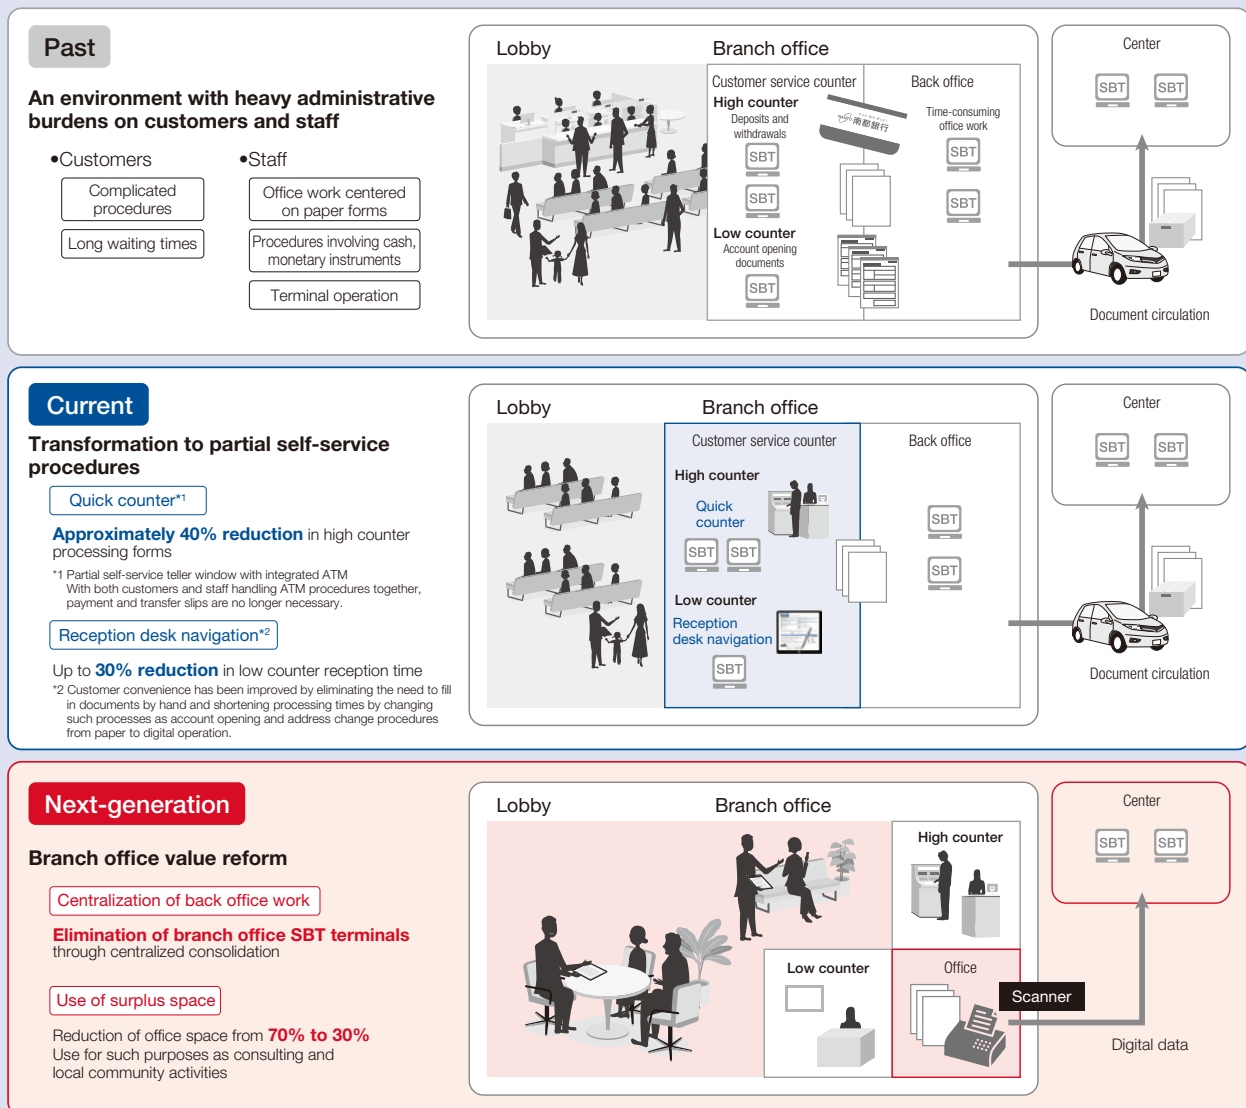 Past
An environment with heavy administrative
burdens on customers and staff
•Customers
Complicated
procedures
Long waiting times
•Staff
Office work centered
on paper forms
Procedures involving cash,
monetary instruments
Terminal operation
Lobby
Branch office
Customer service counter
High counter
Deposits and
withdrawals
SBT
SBT
Low counter
Account opening
documents
SBT
南都銀行
Back office
Time-consuming
office work
SBT
SBT
Center
SBT
SBT
Document circulation
Current
Transformation to partial self-service
procedures
Quick counter*1
Approximately 40% reduction in high counter
processing forms
*1 Partial self-service teller window with integrated ATM
With both customers and staff handling ATM procedures together,
payment and transfer slips are no longer necessary.
Reception desk navigation*2
Up to 30% reduction in low counter reception time
*2 Customer convenience has been improved by eliminating the need to fill
in documents by hand and shortening processing times by changing
such processes as account opening and address change procedures
from paper to digital operation.
Lobby
Branch office
Customer service counter
High counter
Quick
counter
SBT
SBT
Low counter
Reception
desk navigation
SBT
Back office
SBT
SBT
Center
SBT
SBT
Document circulation
Next-generation
Branch office value reform
Centralization of back office work
Elimination of branch office SBT terminals
through centralized consolidation
Use of surplus space
Reduction of office space from 70% to 30%
Use for such purposes as consulting and
local community activities
Lobby
Branch office
High counter
Low counter
Office
Scanner
Center
SBT
SBT
Digital data